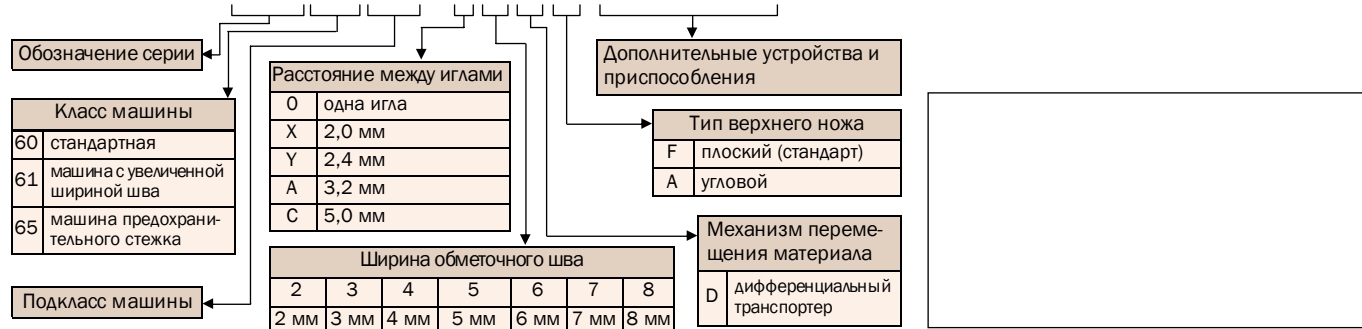 Обозначение серии
Класс машины
60 стандартная
61 машина с увеличенной
шириной шва
65 машина предохрани-
тельного стежка
Подкласс машины
Расстояние между иглами
O одна игла
X 2,0 мм
Y 2,4 мм
A 3,2 мм
C 5,0 мм
Ширина обметочного шва
2 3 4 5 6 7 8
2 мм 3 мм 4 мм 5 мм 6 мм 7 мм 8 мм
Дополнительные устройства и
приспособления
Тип верхнего ножа
F плоский (стандарт)
A угловой
Механизм переме-
щения материала
D дифференциальный
транспортер